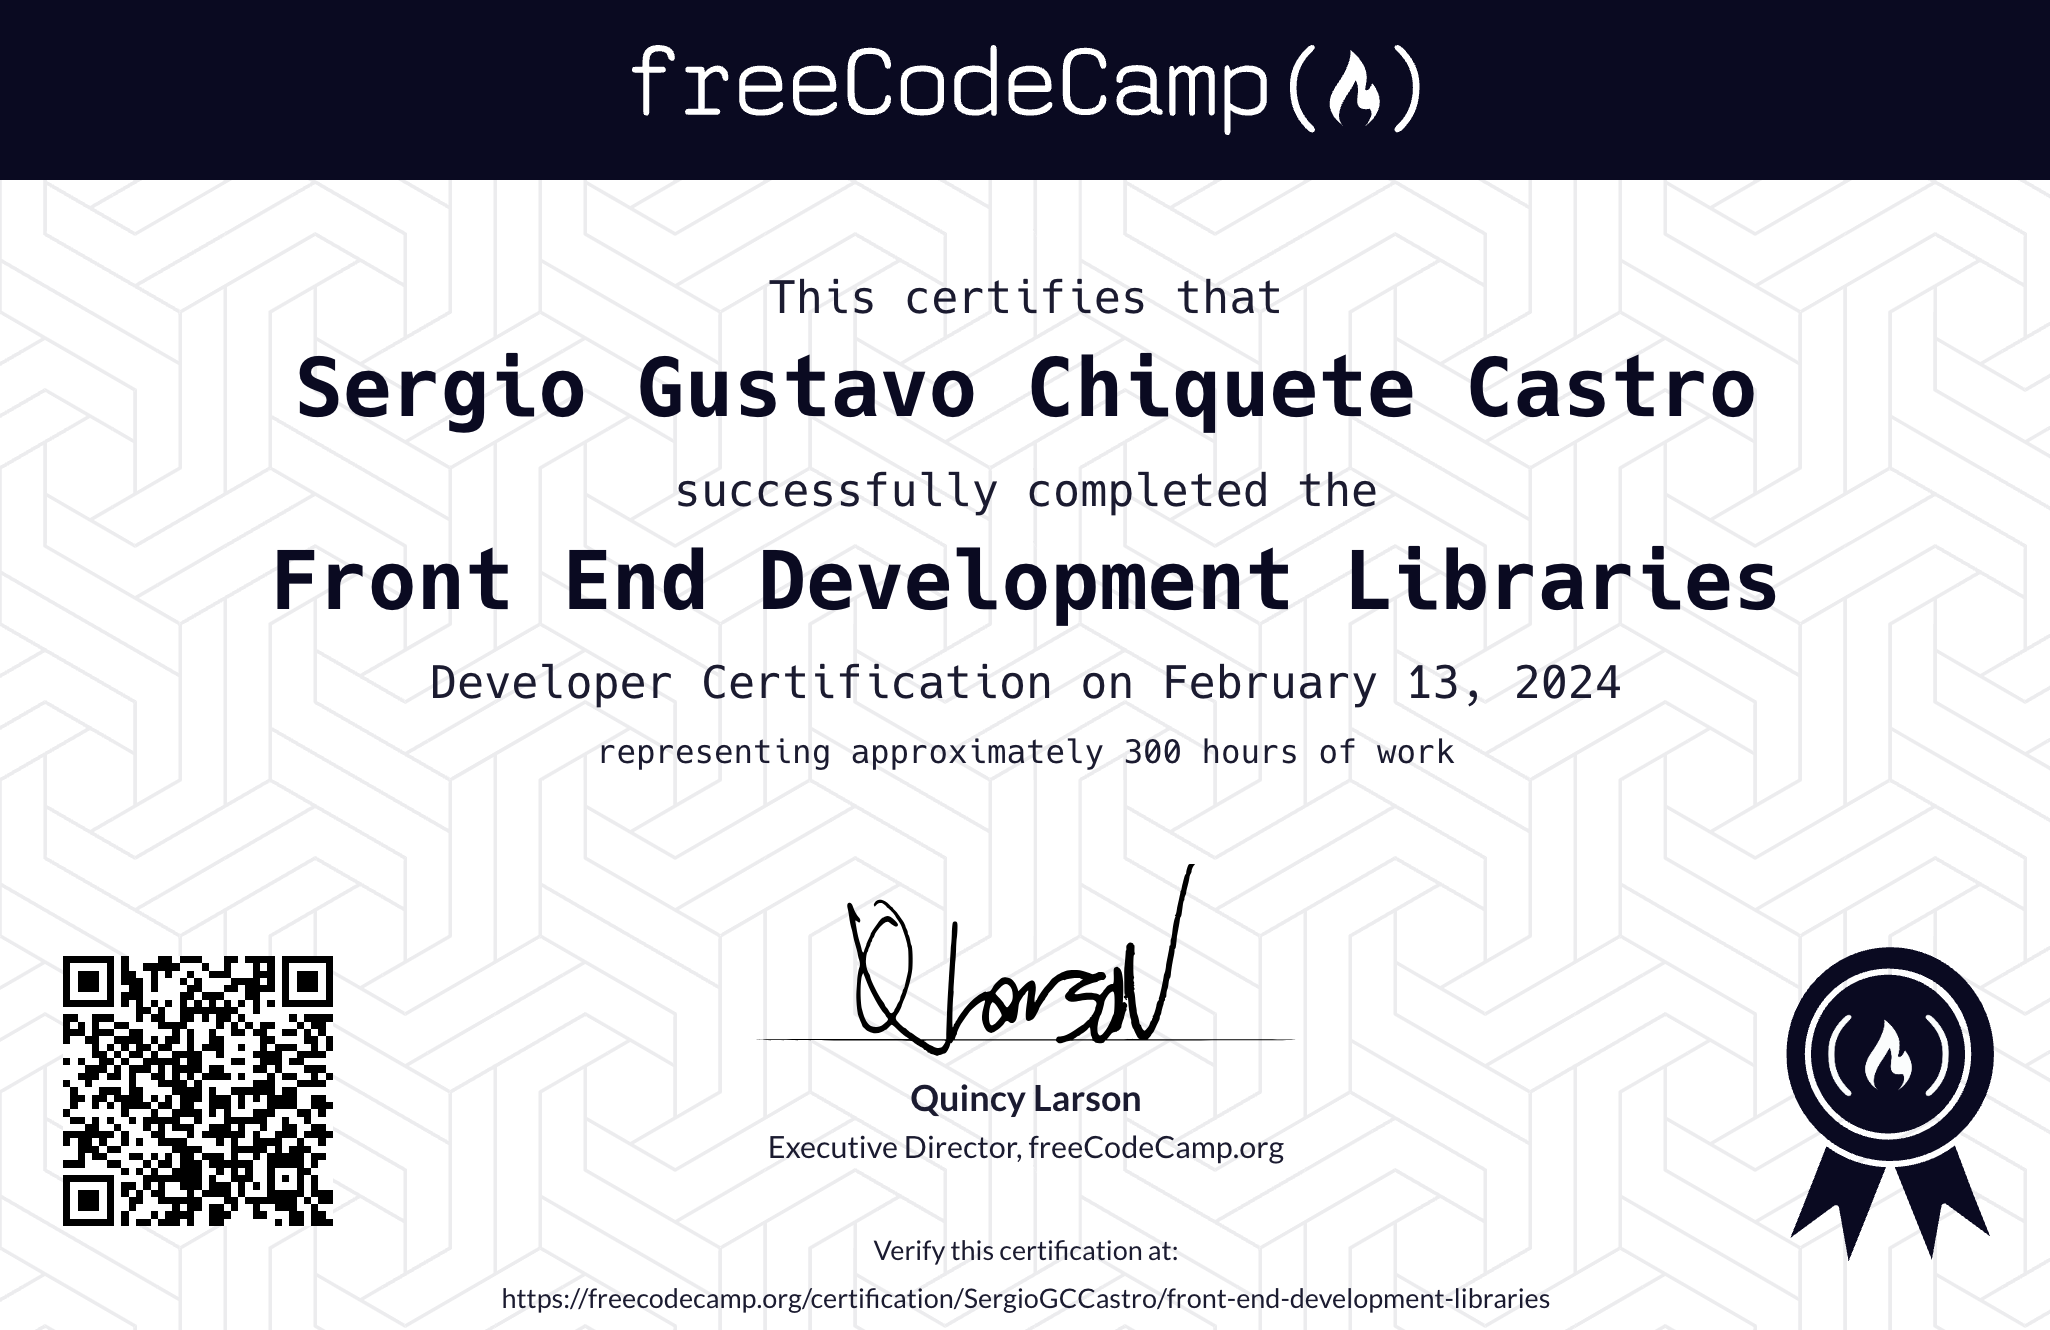 freeCodeCamp(🔥)
This certifies that
Sergio Gustavo Chiquete Castro
successfully completed the
Front End Development Libraries
Developer Certification on February 13, 2024
representing approximately 300 hours of work
Q Larson
Quincy Larson
Executive Director, freeCodeCamp.org
Verify this certification at:
https://freecodecamp.org/certification/SergioGCCastro/front-end-development-libraries